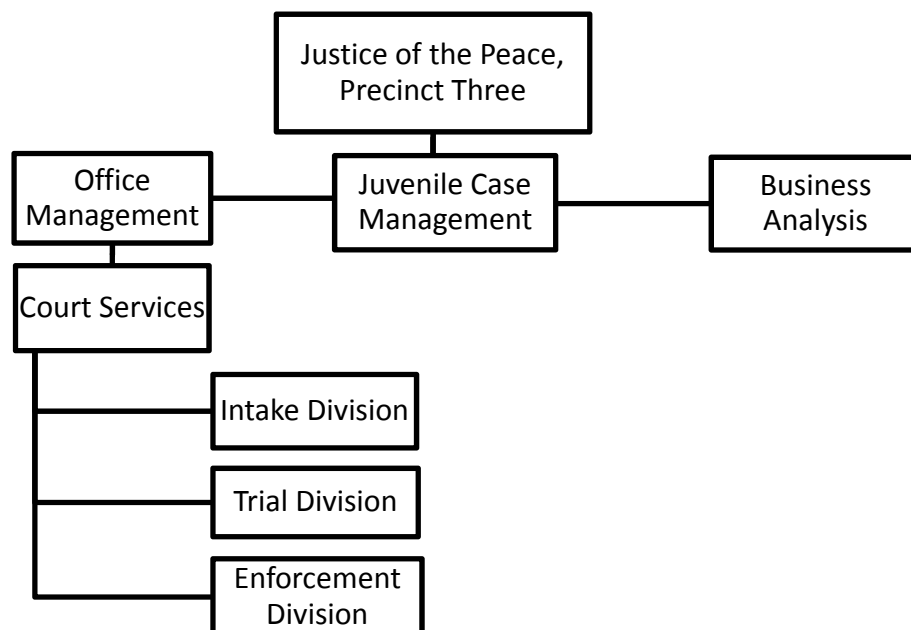 Justice of the Peace,
Precinct Three
Office
Management
Juvenile Case
Management
Business
Analysis
Court Services
Intake Division
Trial Division
Enforcement
Division